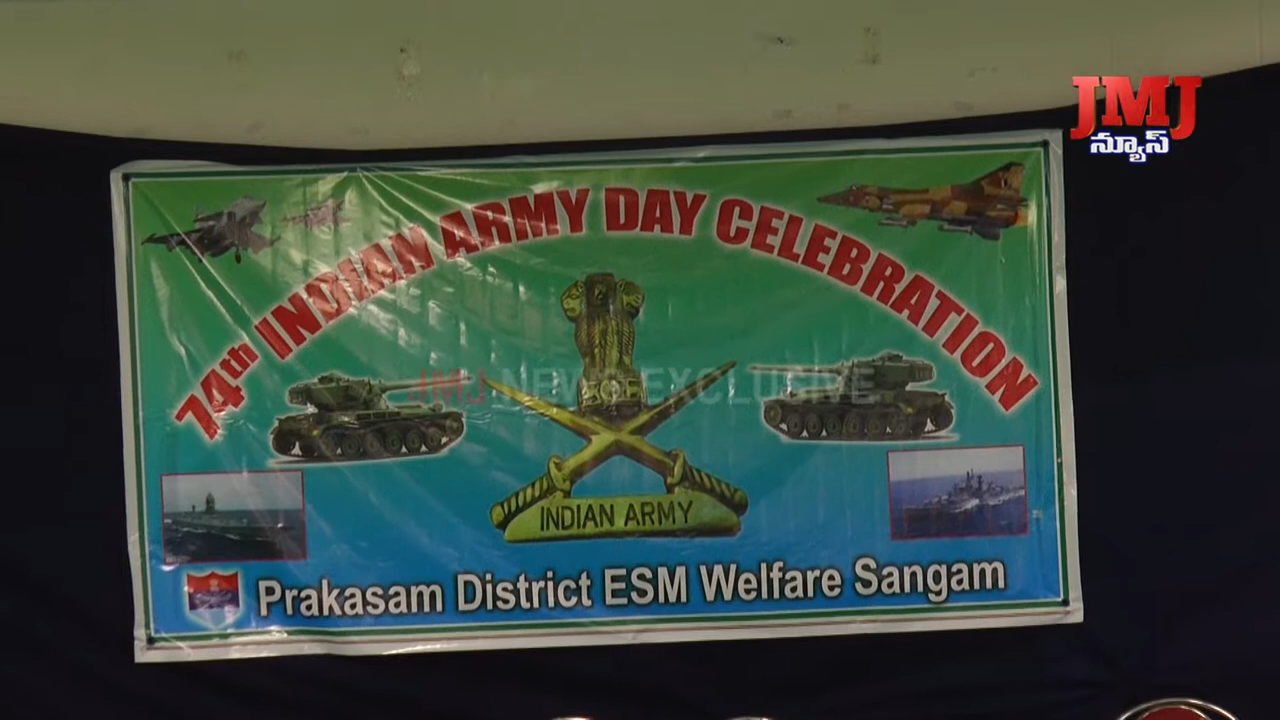 JMJ
న్యూస్
74th INDIAN ARMY DAY CELEBRATION
JMJ NEWS EXCLUSIVE
INDIAN ARMY
Prakasam District ESM Welfare Sangam